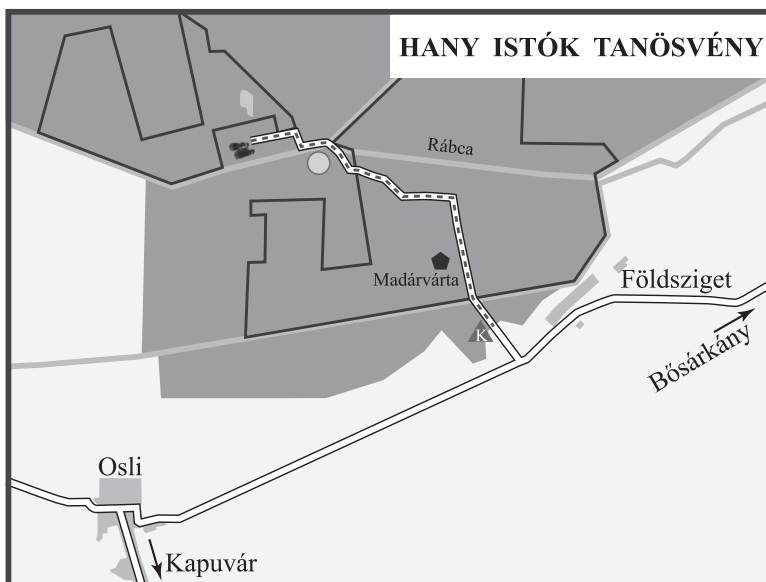 HANY ISTÓK TANÖSVÉNY
Rábca
Madárvárta
Földsziget
K
Bősárkány
Osli
Kapuvár